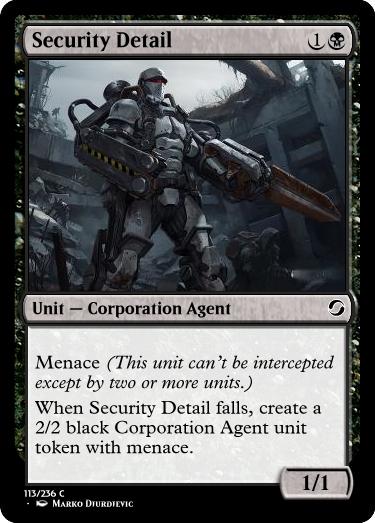 Security Detail 1
Unit — Corporation Agent
Menace (This unit can't be intercepted
except by two or more units.)
When Security Detail falls, create a
2/2 black Corporation Agent unit
token with menace.
1/1
113/236 C
Marko Djurdjevic